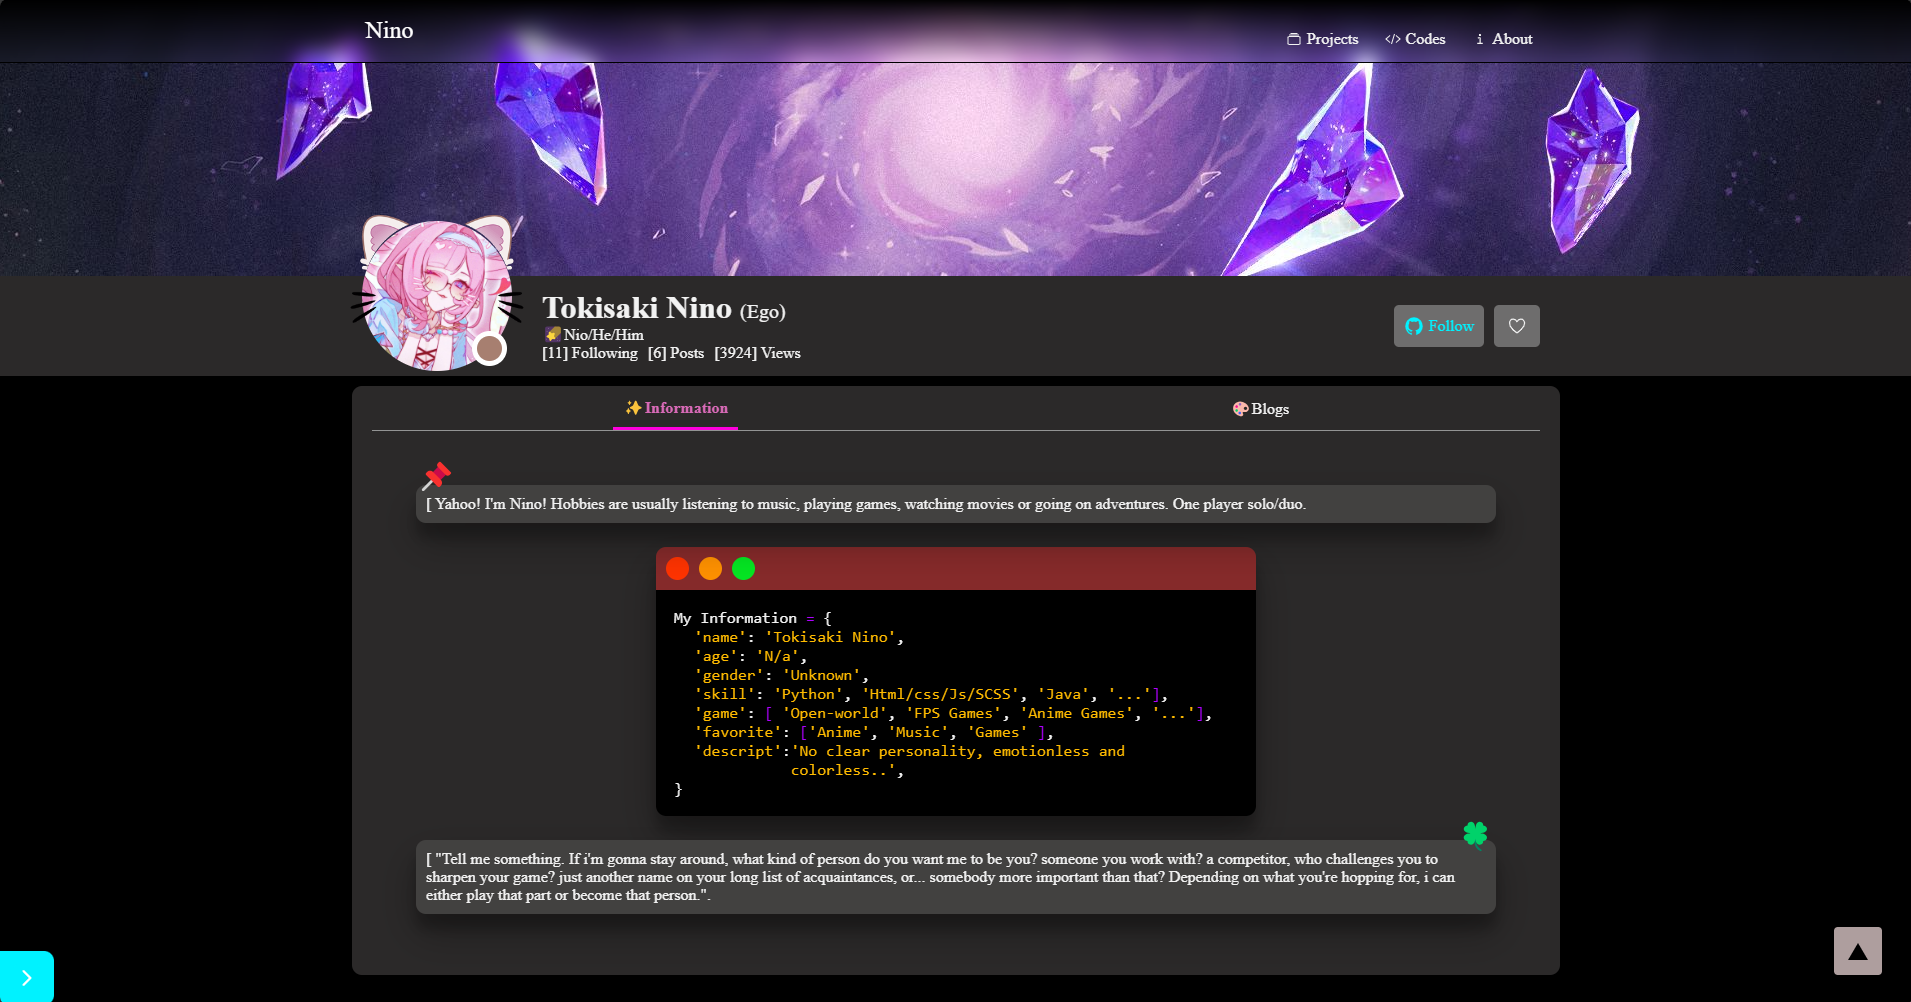 Nino
Projects
</> Codes
i About
Tokisaki Nino (Ego)
Nio/He/Him
[11] Following [6] Posts [3924] Views
Follow
Information
Blogs
[ Yahoo! I'm Nino! Hobbies are usually listening to music, playing games, watching movies or going on adventures. One player solo/duo.
My Information = {
'name': 'Tokisaki Nino',
'age': 'N/a',
'gender': 'Unknown',
'skill': 'Python', 'Html/css/Js/SCSS', 'Java', '...'],
'game': [ 'Open-world', 'FPS Games', 'Anime Games', '...'],
'favorite': ['Anime', 'Music', 'Games' ],
'descript':'No clear personality, emotionless and
colorless..',
}
[ "Tell me something. If i'm gonna stay around, what kind of person do you want me to be you? someone you work with? a competitor, who challenges you to
sharpen your game? just another name on your long list of acquaintances, or... somebody more important than that? Depending on what you're hopping for, i can
either play that part or become that person.".